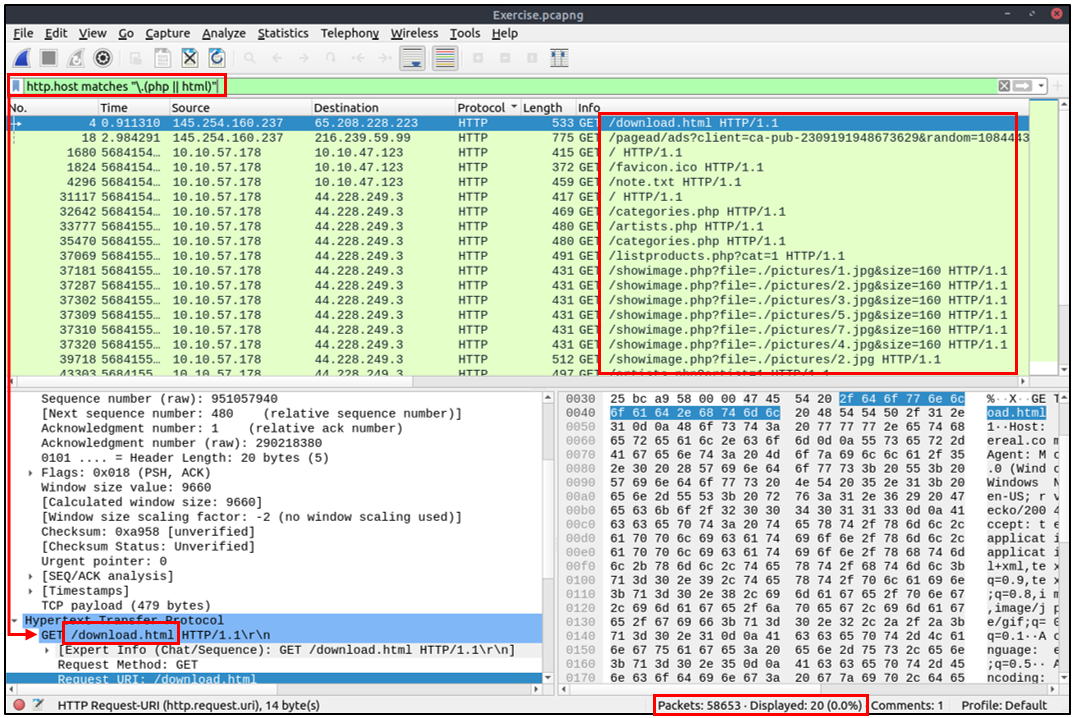 Exercise.pcapng
File Edit View Go Capture Analyze Statistics Telephony Wireless Tools Help
http.host matches "\.(php || html)"
No. Time Source Destination Protocol Length Info
4 0.911310 145.254.160.237 65.208.228.223 HTTP 533 GET /download.html HTTP/1.1
18 2.984291 145.254.160.237 216.239.59.99 HTTP 775 GET /pagead/ads?client=ca-pub-2309191948673629&random=1084443
1680 5684154… 10.10.57.178 10.10.47.123 HTTP 415 GET / HTTP/1.1
1824 5684154… 10.10.57.178 10.10.47.123 HTTP 372 GET /favicon.ico HTTP/1.1
4296 5684154… 10.10.57.178 10.10.47.123 HTTP 459 GET /note.txt HTTP/1.1
31117 5684155… 10.10.57.178 44.228.249.3 HTTP 417 GET / HTTP/1.1
32642 5684155… 10.10.57.178 44.228.249.3 HTTP 469 GET /categories.php HTTP/1.1
33777 5684155… 10.10.57.178 44.228.249.3 HTTP 480 GET /artists.php HTTP/1.1
35470 5684155… 10.10.57.178 44.228.249.3 HTTP 480 GET /categories.php HTTP/1.1
37069 5684155… 10.10.57.178 44.228.249.3 HTTP 491 GET /listproducts.php?cat=1 HTTP/1.1
37181 5684155… 10.10.57.178 44.228.249.3 HTTP 431 GET /showimage.php?file=./pictures/1.jpg&size=160 HTTP/1.1
37287 5684155… 10.10.57.178 44.228.249.3 HTTP 431 GET /showimage.php?file=./pictures/2.jpg&size=160 HTTP/1.1
37302 5684155… 10.10.57.178 44.228.249.3 HTTP 431 GET /showimage.php?file=./pictures/3.jpg&size=160 HTTP/1.1
37309 5684155… 10.10.57.178 44.228.249.3 HTTP 431 GET /showimage.php?file=./pictures/5.jpg&size=160 HTTP/1.1
37310 5684155… 10.10.57.178 44.228.249.3 HTTP 431 GET /showimage.php?file=./pictures/7.jpg&size=160 HTTP/1.1
37320 5684155… 10.10.57.178 44.228.249.3 HTTP 431 GET /showimage.php?file=./pictures/4.jpg&size=160 HTTP/1.1
39718 5684155… 10.10.57.178 44.228.249.3 HTTP 512 GET /showimage.php?file=./pictures/2.jpg HTTP/1.1
43303 5684155… 10.10.57.178 44.228.249.3 HTTP 497 GET /artists.php?artist=1 HTTP/1.1
Sequence number (raw): 951057940
[Next sequence number: 480 (relative sequence number)]
Acknowledgment number: 1 (relative ack number)
Acknowledgment number (raw): 290218380
0101 .... = Header Length: 20 bytes (5)
Flags: 0x018 (PSH, ACK)
Window size value: 9660
[Calculated window size: 9660]
[Window size scaling factor: -2 (no window scaling used)]
Checksum: 0xa958 [unverified]
[Checksum Status: Unverified]
Urgent pointer: 0
[SEQ/ACK analysis]
[Timestamps]
TCP payload (479 bytes)
Hypertext Transfer Protocol
GET /download.html HTTP/1.1\r\n
[Expert Info (Chat/Sequence): GET /download.html HTTP/1.1\r\n]
Request Method: GET
Request URI: /download.html
0030 25 bc a9 58 00 00 47 45 54 20 2f 64 6f 77 6e 6c %··X··GE T
0040 6f 61 64 2e 68 74 6d 6c 20 48 54 54 50 2f 31 2e oad.html
0050 31 0d 0a 48 6f 73 74 3a 20 77 77 77 2e 65 74 68 1··Host:
0060 65 72 65 61 6c 2e 63 6f 6d 0d 0a 55 73 65 72 2d ereal.co m
0070 41 67 65 6e 74 3a 20 4d 6f 7a 69 6c 6c 61 2f 35 Agent: M o
0080 2e 30 20 28 57 69 6e 64 6f 77 73 3b 20 55 3b 20 .0 (Wind o
0090 57 69 6e 64 6f 77 73 20 4e 54 20 35 2e 31 3b 20 Windows N
00a0 65 6e 2d 55 53 3b 20 72 76 3a 31 2e 36 29 20 47 en-US; r v
00b0 65 63 6b 6f 2f 32 30 30 34 30 31 31 33 0d 0a 41 ecko/200 4
00c0 63 63 65 70 74 3a 20 74 65 78 74 2f 78 6d 6c 2c ccept: t e
00d0 61 70 70 6c 69 63 61 74 69 6f 6e 2f 78 6d 6c 2c applicat i
00e0 61 70 70 6c 69 63 61 74 69 6f 6e 2f 78 68 74 6d applicat i
00f0 6c 2b 78 6d 6c 2c 74 65 78 74 2f 68 74 6d 6c 3b l+xml,te x
0100 71 3d 30 2e 39 2c 74 65 78 74 2f 70 6c 61 69 6e q=0.9,te x
0110 3b 71 3d 30 2e 38 2c 69 6d 61 67 65 2f 70 6e 67 ;q=0.8,i m
0120 2c 69 6d 61 67 65 2f 6a 70 65 67 2c 69 6d 61 67 ,image/j p
0130 65 2f 67 69 66 3b 71 3d 30 2e 32 2c 2a 2f 2a 3b e/gif;q= 0
0140 71 3d 30 2e 31 0d 0a 41 63 63 65 70 74 2d 4c 61 q=0.1··A c
0150 6e 67 75 61 67 65 3a 20 65 6e 2d 75 73 2c 65 6e nguage: e
0160 3b 71 3d 30 2e 35 0d 0a 41 63 63 65 70 74 2d 45 ;q=0.5·· A
0170 6e 63 6f 64 69 6e 67 3a 20 67 7a 69 70 2c 64 65 ncoding:
HTTP Request-URI (http.request.uri), 14 byte(s) Packets: 58653 · Displayed: 20 (0.0%) Comments: 1 Profile: Default